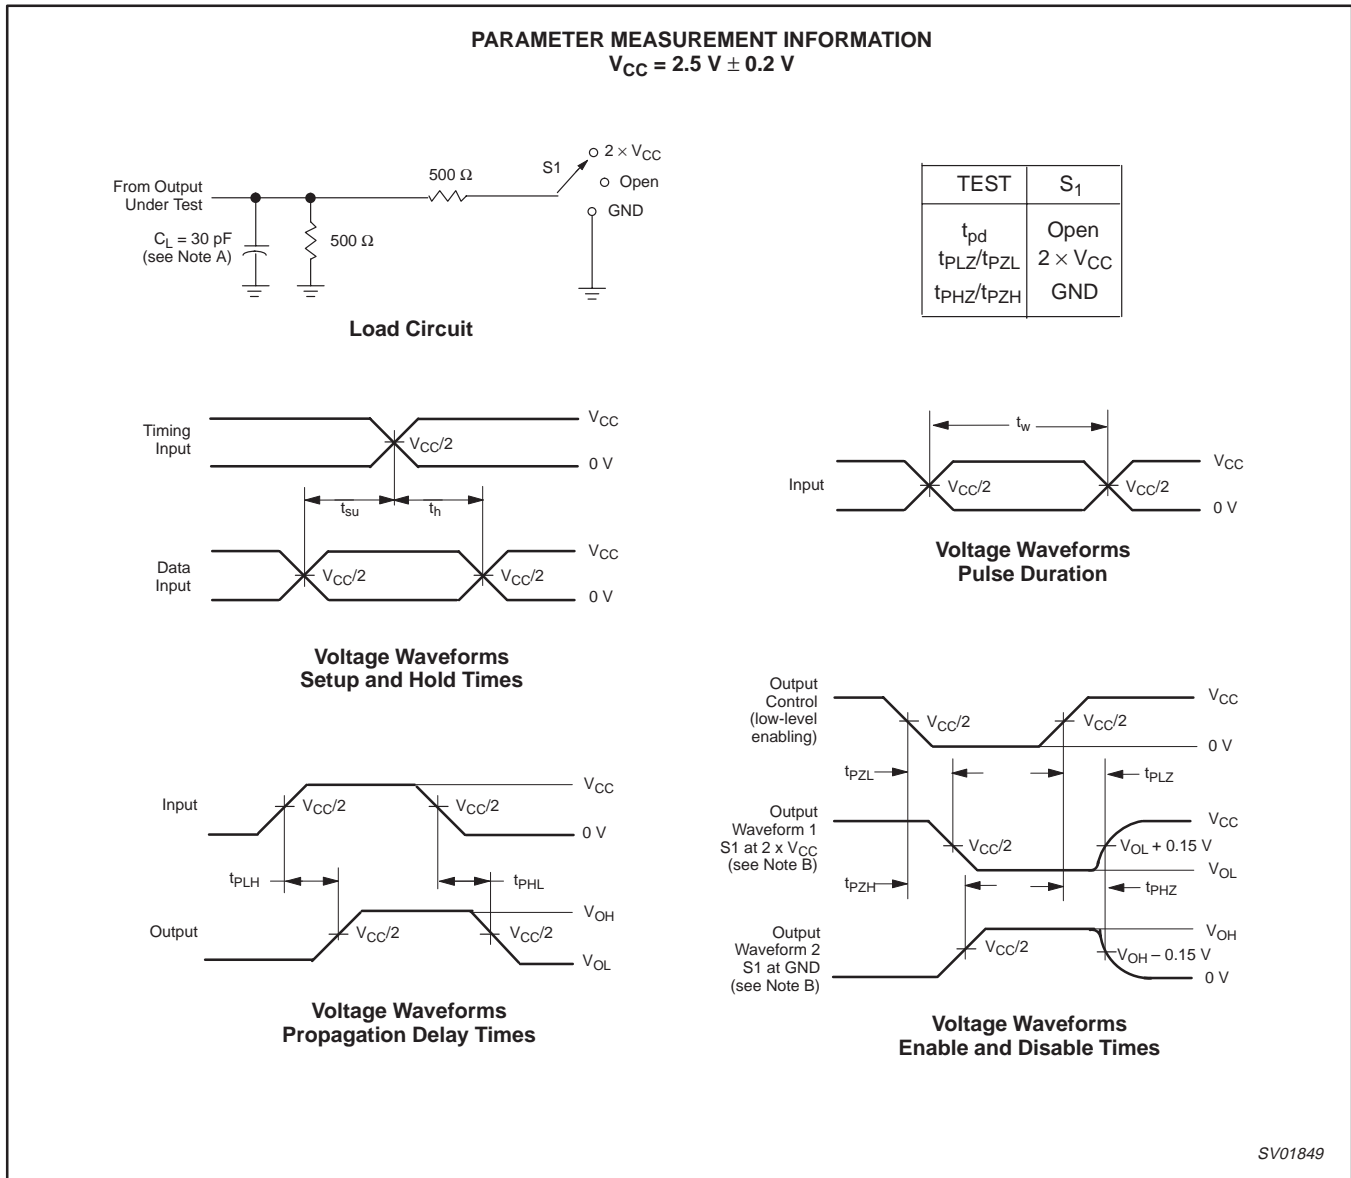 PARAMETER MEASUREMENT INFORMATION
VCC = 2.5 V ± 0.2 V
From Output
Under Test
CL = 30 pF
(see Note A)
500 Ω
500 Ω
S1
2 × VCC
Open
GND
Load Circuit
TEST S1
tpd Open
tPLZ/tPZL 2 × VCC
tPHZ/tPZH GND
Timing
Input
VCC/2
VCC
0 V
tsu
th
Data
Input
VCC/2
VCC/2
VCC
0 V
Voltage Waveforms
Setup and Hold Times
tw
Input
VCC/2
VCC/2
VCC
0 V
Voltage Waveforms
Pulse Duration
Input
VCC/2
VCC/2
VCC
0 V
tPLH
tPHL
Output
VCC/2
VCC/2
VOH
VOL
Voltage Waveforms
Propagation Delay Times
Output
Control
(low-level
enabling)
VCC/2
VCC/2
VCC
0 V
tPZL
tPLZ
Output
Waveform 1
S1 at 2 x VCC
(see Note B)
VCC/2
VCC
VOL + 0.15 V
VOL
tPZH
tPHZ
Output
Waveform 2
S1 at GND
(see Note B)
VCC/2
VOH
VOH – 0.15 V
0 V
Voltage Waveforms
Enable and Disable Times
SV01849